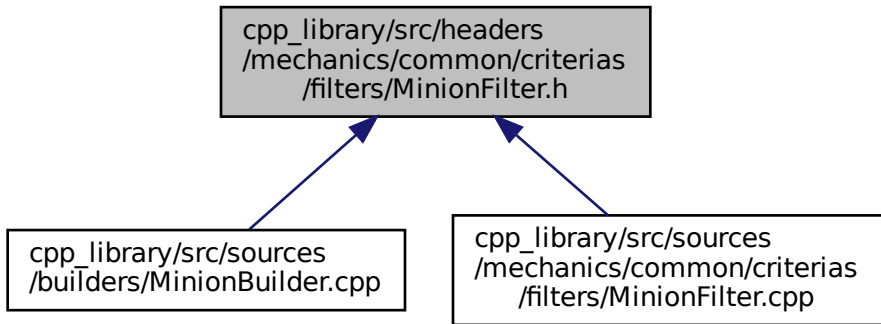 cpp_library/src/headers
/mechanics/common/criterias
/filters/MinionFilter.h
cpp_library/src/sources
/builders/MinionBuilder.cpp
cpp_library/src/sources
/mechanics/common/criterias
/filters/MinionFilter.cpp